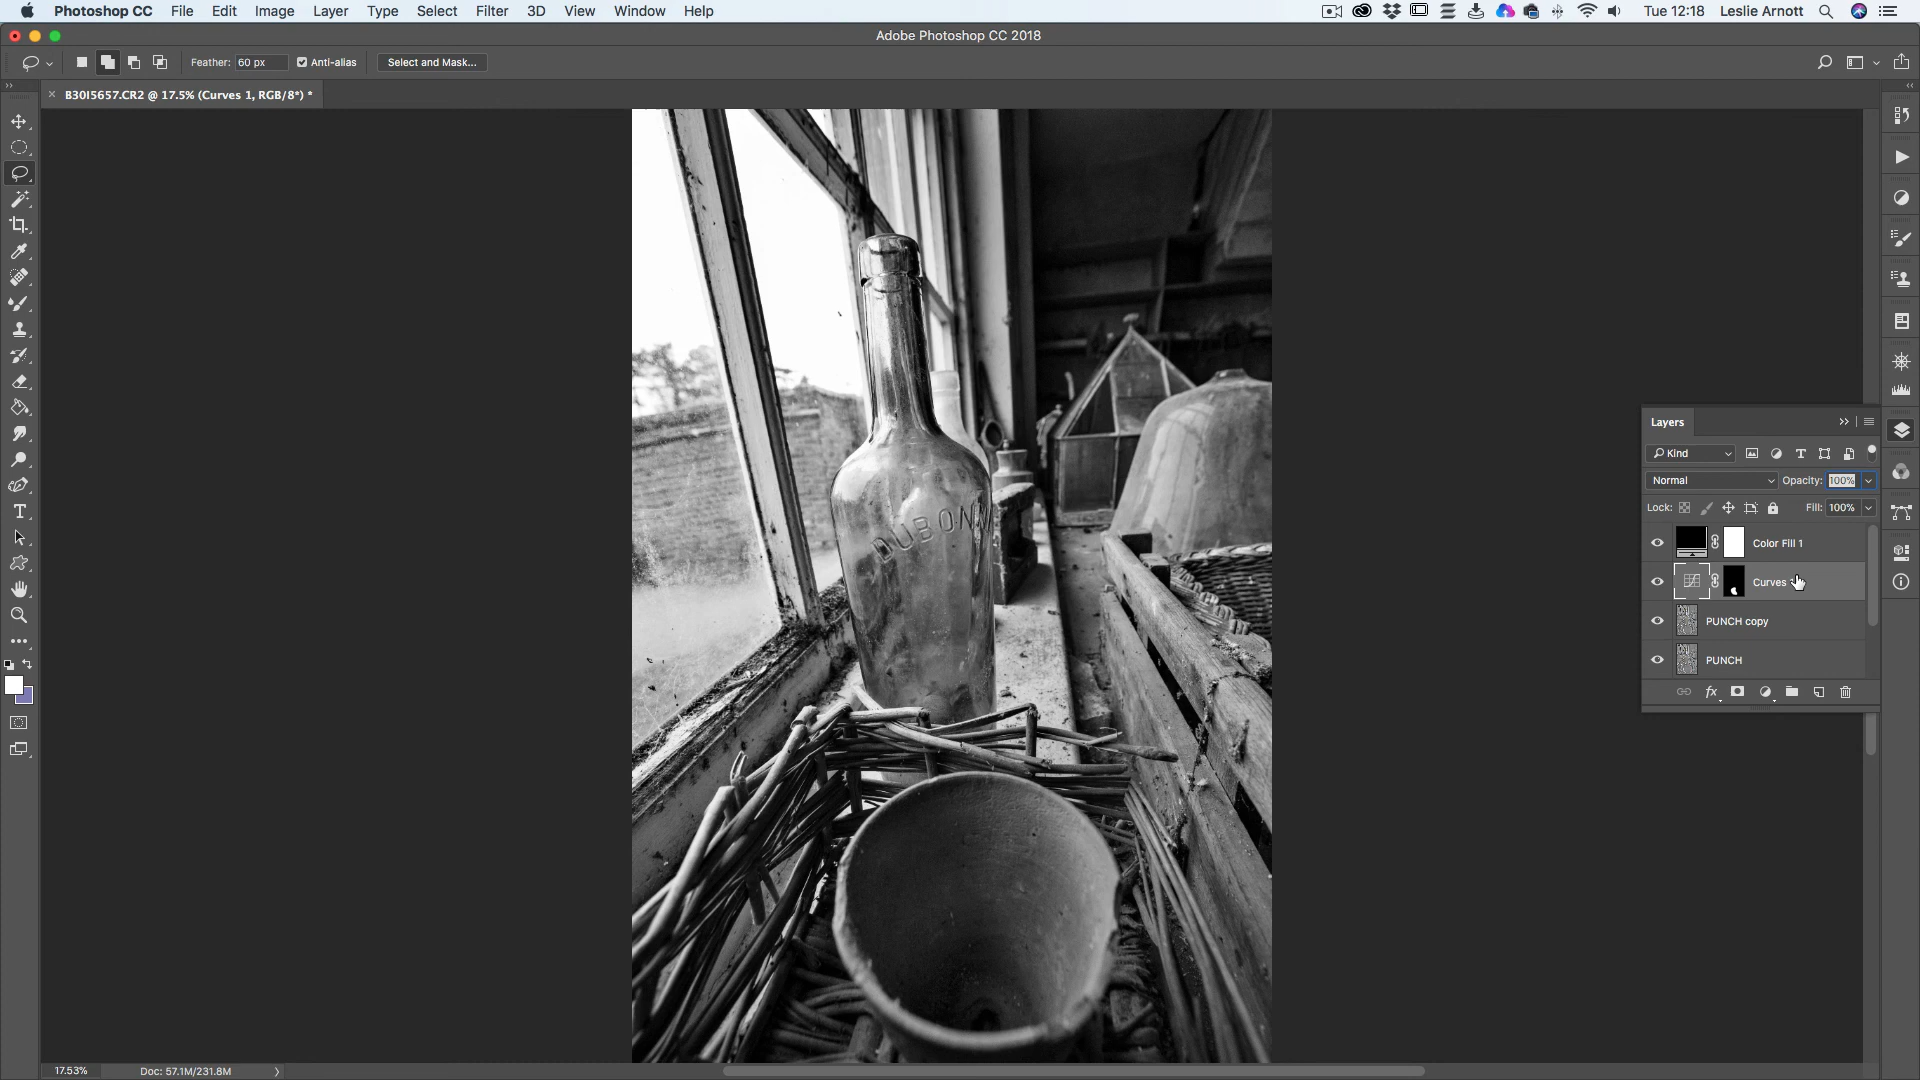 Photoshop CC File Edit Image Layer Type Select Filter 3D View Window Help Tue 12:18 Leslie Arnott
Adobe Photoshop CC 2018
Feather: 60 px Anti-alias Select and Mask...
B30I5657.CR2 @ 17.5% (Curves 1, RGB/8*) *
DUBONN
Layers
Kind
Normal Opacity: 100%
Lock: Fill: 100%
Color Fill 1
Curves
PUNCH copy
PUNCH
fx
17.53% Doc: 57.1M/231.8M